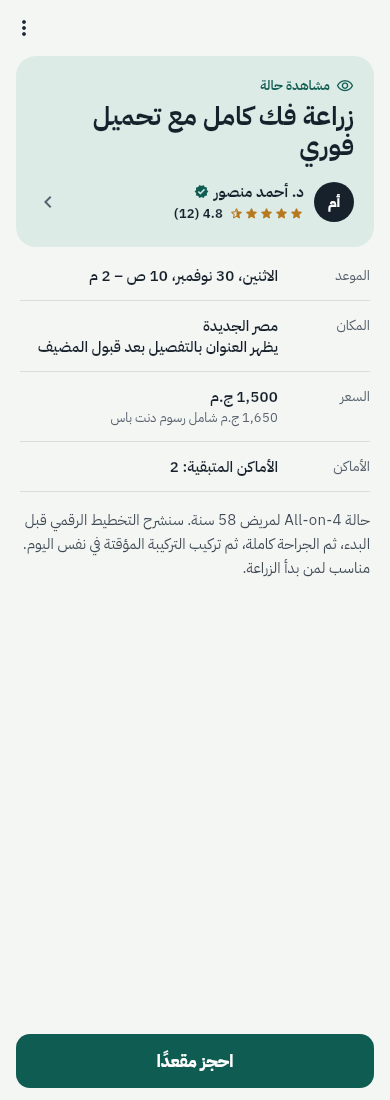 مشاهدة حالة
زراعة فك كامل مع تحميل
فوري
أم
د. أحمد منصور
4.8 (12)
الموعد
الاثنين، 30 نوفمبر، 10 ص – 2 م
المكان
مصر الجديدة
يظهر العنوان بالتفصيل بعد قبول المضيف
السعر
1,500 ج.م
1,650 ج.م شامل رسوم دنت باس
الأماكن
الأماكن المتبقية: 2
حالة All-on-4 لمريض 58 سنة. سنشرح التخطيط الرقمي قبل
البدء، ثم الجراحة كاملة، ثم تركيب التركيبة المؤقتة في نفس اليوم.
مناسب لمن بدأ الزراعة.
احجز مقعدًا